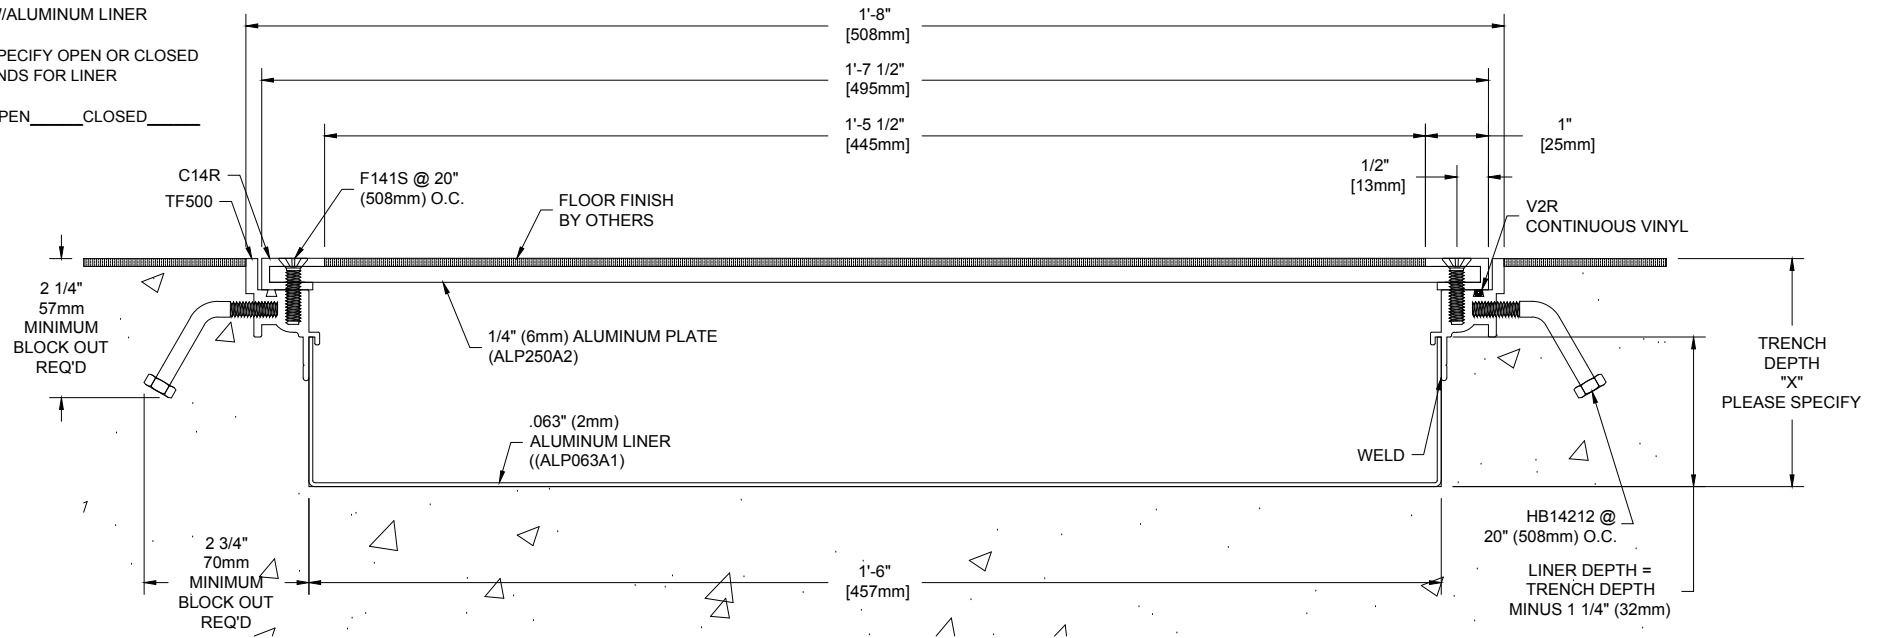 //ALUMINUM LINER
PECIFY OPEN OR CLOSED
NDS FOR LINER
PEN______CLOSED______
1'-8"
[508mm]
1'-7 1/2"
[495mm]
1'-5 1/2"
[445mm]
1"
[25mm]
1/2"
[13mm]
C14R
TF500
F141S @ 20"
(508mm) O.C.
FLOOR FINISH
BY OTHERS
V2R
CONTINUOUS VINYL
2 1/4"
57mm
MINIMUM
BLOCK OUT
REQ'D
1/4" (6mm) ALUMINUM PLATE
(ALP250A2)
TRENCH
DEPTH
"X"
PLEASE SPECIFY
.063" (2mm)
ALUMINUM LINER
((ALP063A1)
WELD
HB14212 @
20" (508mm) O.C.
2 3/4"
70mm
MINIMUM
BLOCK OUT
REQ'D
1'-6"
[457mm]
LINER DEPTH =
TRENCH DEPTH
MINUS 1 1/4" (32mm)